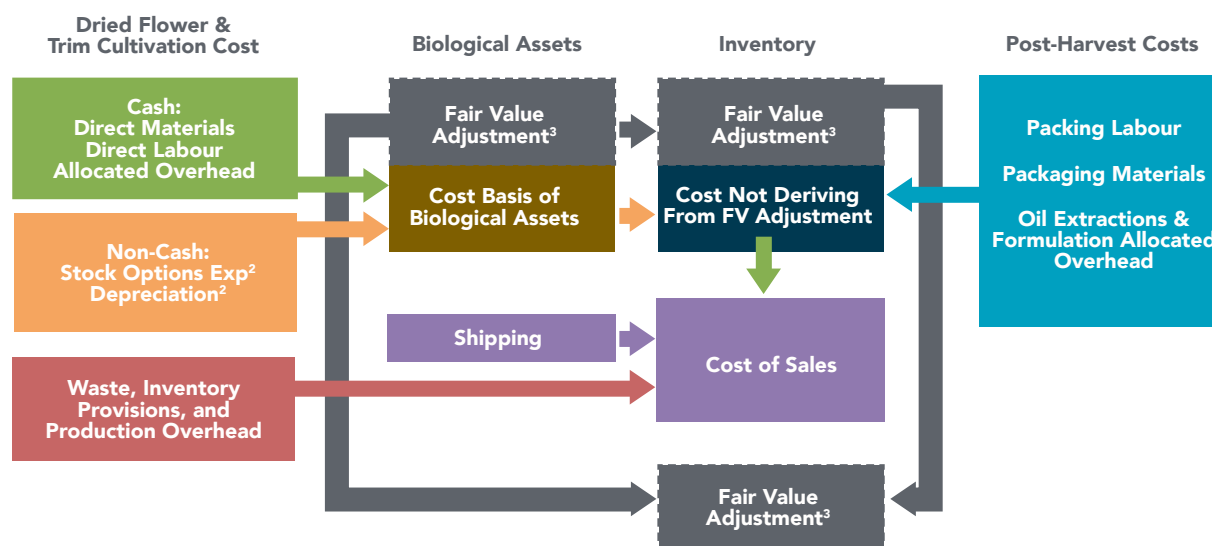 Dried Flower &
Trim Cultivation Cost
Biological Assets
Inventory
Post-Harvest Costs
Cash:
Direct Materials
Direct Labour
Allocated Overhead
Fair Value
Adjustment³
Fair Value
Adjustment³
Packing Labour
Packaging Materials
Oil Extractions &
Formulation Allocated
Overhead
Cost Basis of
Biological Assets
Cost Not Deriving
From FV Adjustment
Non-Cash:
Stock Options Exp²
Depreciation²
Shipping
Cost of Sales
Waste, Inventory
Provisions, and
Production Overhead
Fair Value
Adjustment³